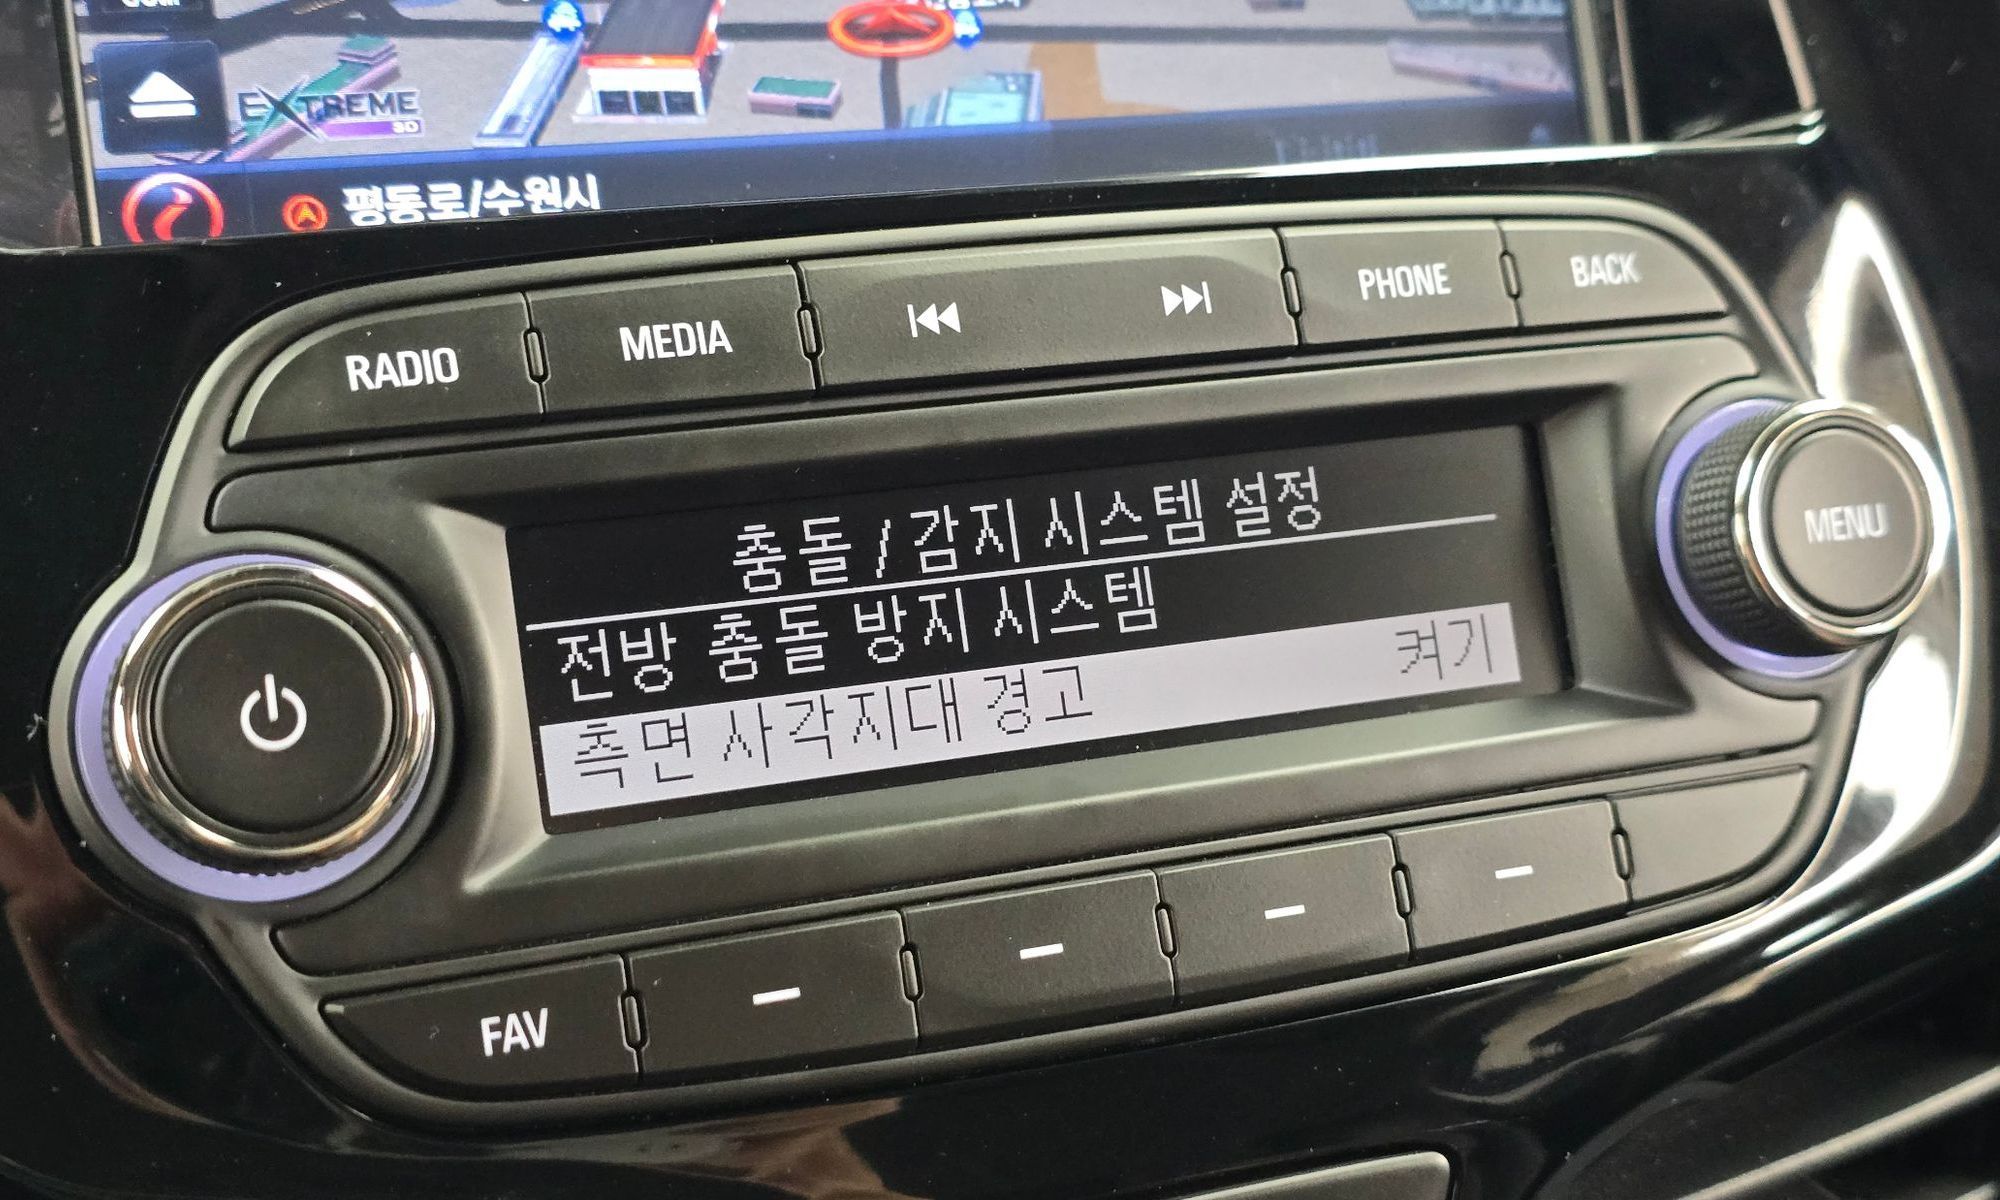 EXTREME
3D
평동로/수원시
RADIO
MEDIA
PHONE
BACK
충돌/감지 시스템 설정
전방 충돌 방지 시스템
측면 사각지대 경고 켜기
MENU
FAV